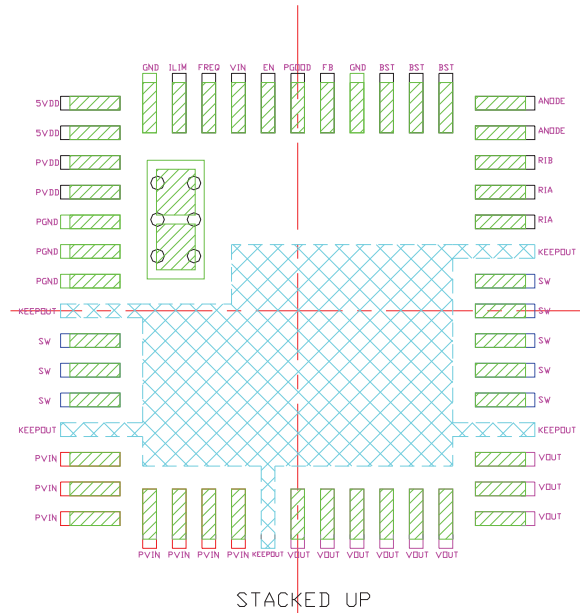 GND ILIM FREQ VIN EN PGOOD FB GND BST BST BST
5VDD ANODE
5VDD ANODE
PVDD RIB
PVDD RIA
PGND RIA
PGND KEEPOUT
PGND SW
KEEPOUT SW
SW SW
SW SW
SW SW
KEEPOUT KEEPOUT
PVIN VOUT
PVIN VOUT
PVIN VOUT
PVIN PVIN PVIN PVIN KEEPOUT VOUT VOUT VOUT VOUT VOUT VOUT
STACKED UP